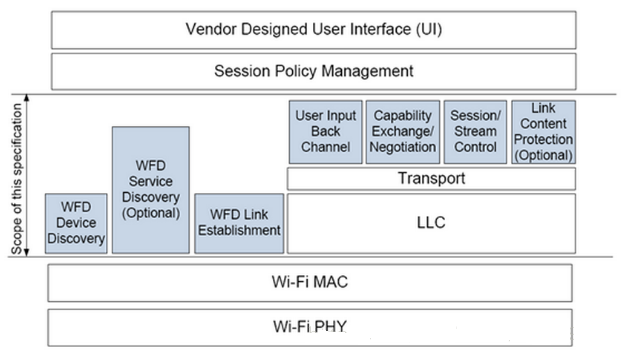 Vendor Designed User Interface (UI)
Session Policy Management
Scope of this specification
User Input
Back
Channel
Capability
Exchange/
Negotiation
Session/
Stream
Control
Link
Content
Protection
(Optional)
WFD
Service
Discovery
(Optional)
Transport
WFD
Device
Discovery
WFD Link
Establishment
LLC
Wi-Fi MAC
Wi-Fi PHY